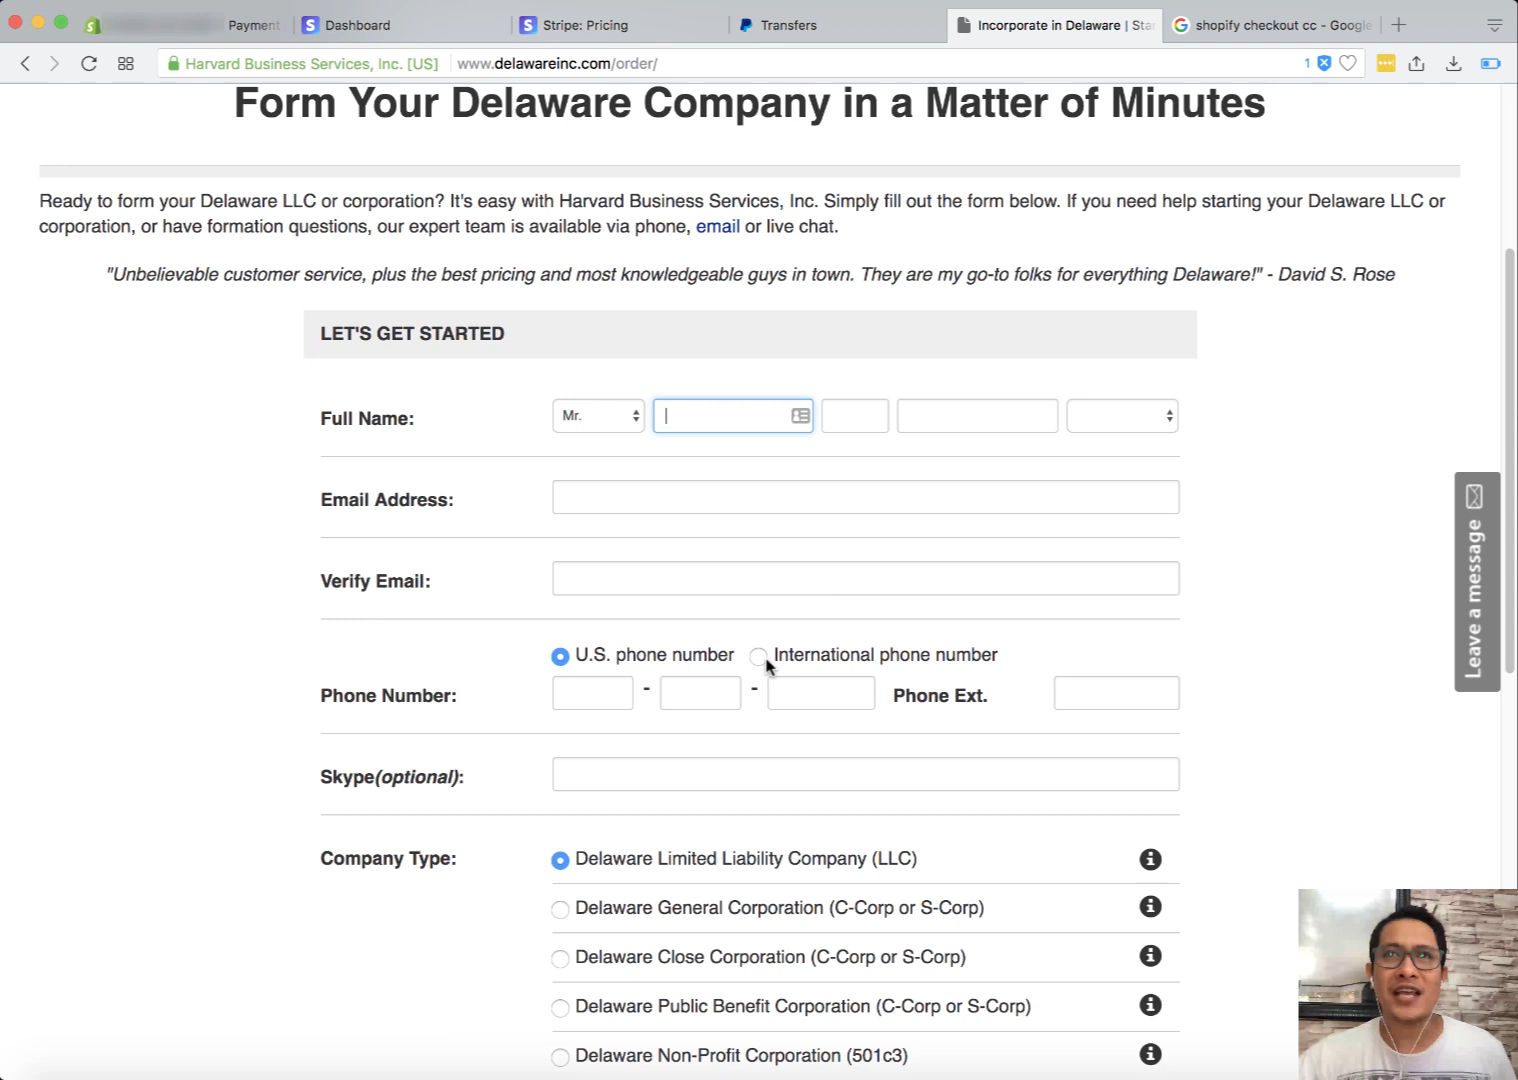 Payment
Dashboard
Stripe: Pricing
Transfers
Incorporate in Delaware | Sta
shopify checkout cc - Google
Harvard Business Services, Inc. [US]
www.delawareinc.com/order/
1
Form Your Delaware Company in a Matter of Minutes
Ready to form your Delaware LLC or corporation? It's easy with Harvard Business Services, Inc. Simply fill out the form below. If you need help starting your Delaware LLC or
corporation, or have formation questions, our expert team is available via phone, email or live chat.
"Unbelievable customer service, plus the best pricing and most knowledgeable guys in town. They are my go-to folks for everything Delaware!" - David S. Rose
LET'S GET STARTED
Full Name:
Mr.
Email Address:
Verify Email:
U.S. phone number
International phone number
Phone Number:
-
-
Phone Ext.
Skype(optional):
Company Type:
Delaware Limited Liability Company (LLC)
Delaware General Corporation (C-Corp or S-Corp)
Delaware Close Corporation (C-Corp or S-Corp)
Delaware Public Benefit Corporation (C-Corp or S-Corp)
Delaware Non-Profit Corporation (501c3)
Leave a message